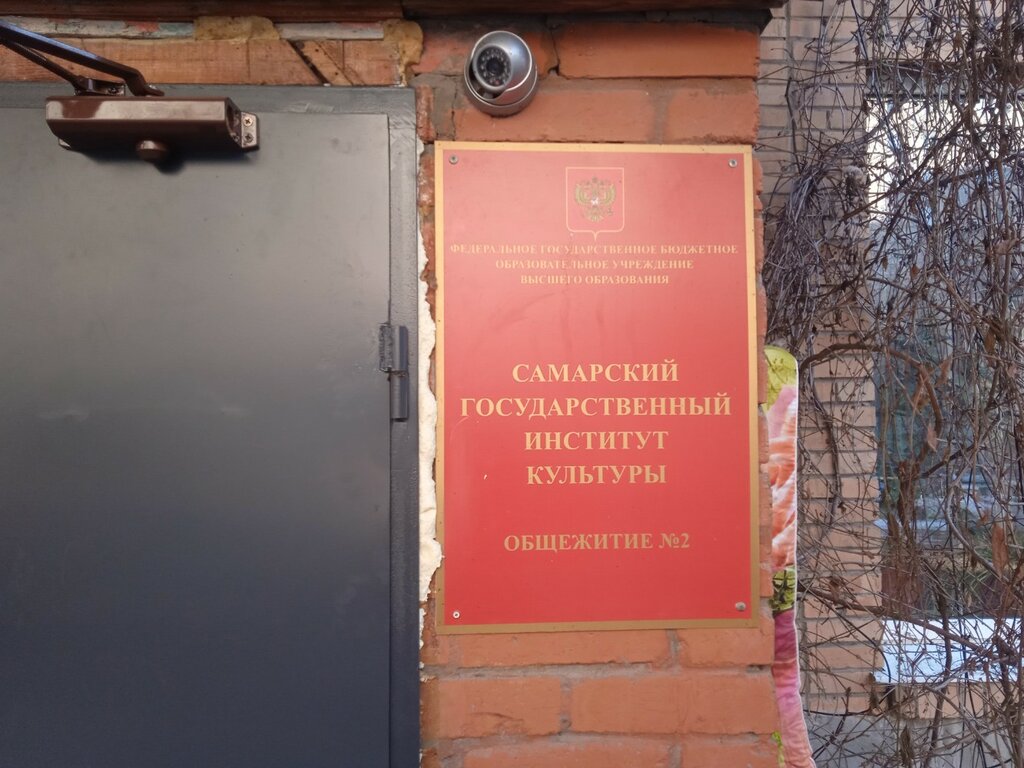 ФЕДЕРАЛЬНОЕ ГОСУДАРСТВЕННОЕ БЮДЖЕТНОЕ
ОБРАЗОВАТЕЛЬНОЕ УЧРЕЖДЕНИЕ
ВЫСШЕГО ОБРАЗОВАНИЯ
САМАРСКИЙ
ГОСУДАРСТВЕННЫЙ
ИНСТИТУТ
КУЛЬТУРЫ
ОБЩЕЖИТИЕ №2